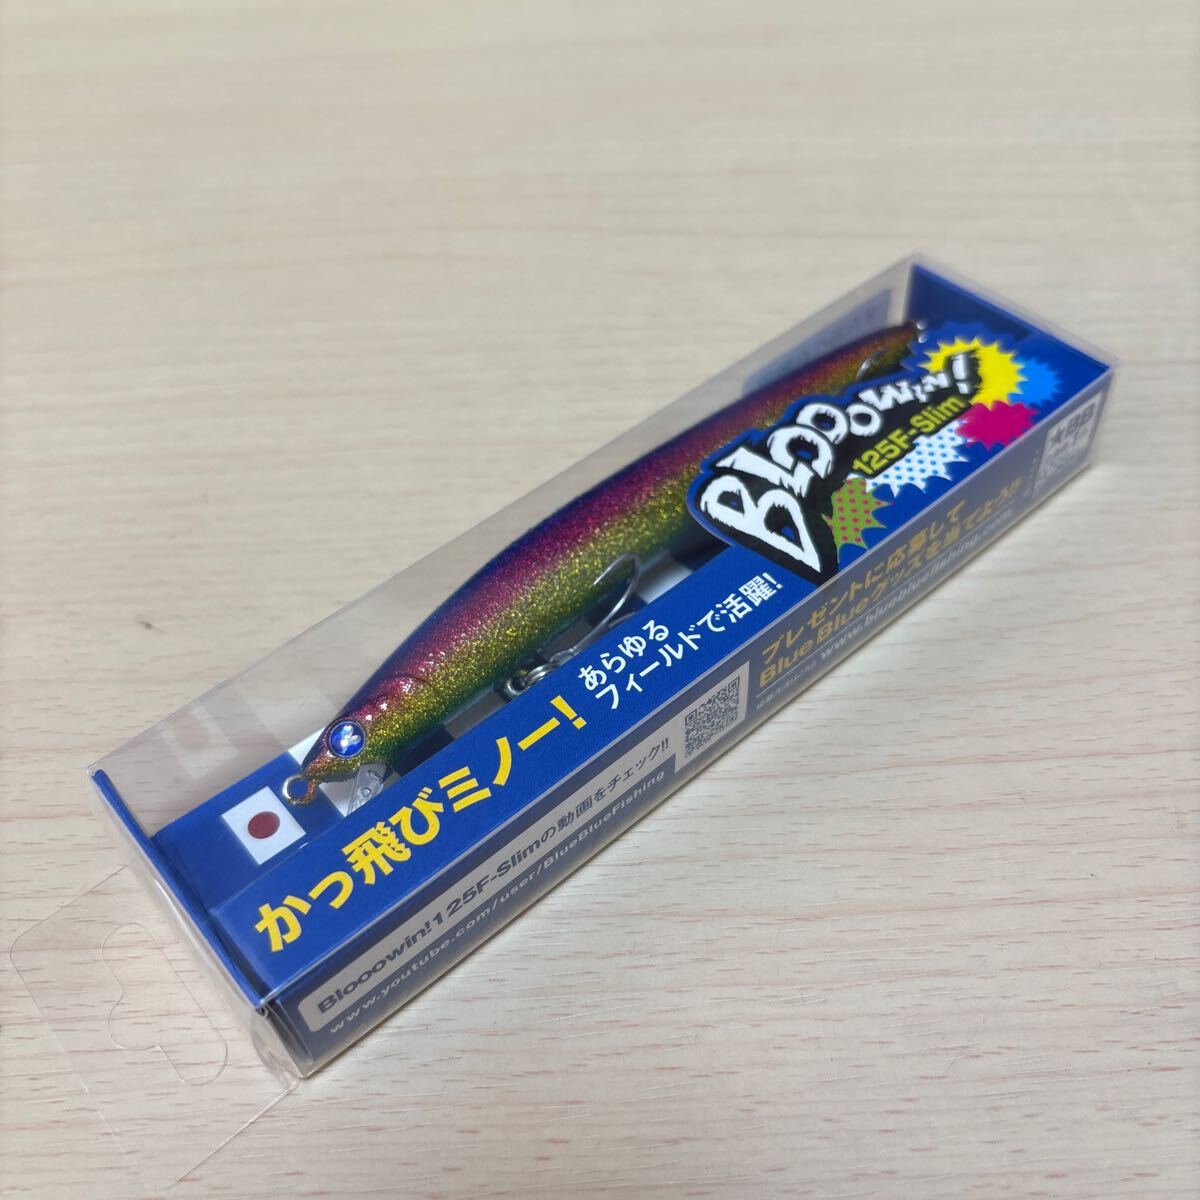 Blooowin!
125F-Slim
かっ飛びミノー!
あらゆる
フィールドで活躍!
Blooowin!125F-Slimの動画をチェック!!
www.youtube.com/user/BlueBlueFishing
プレゼントに応募して
Blue Blueグッズを当てよう!!
www.bluebluefishing.com